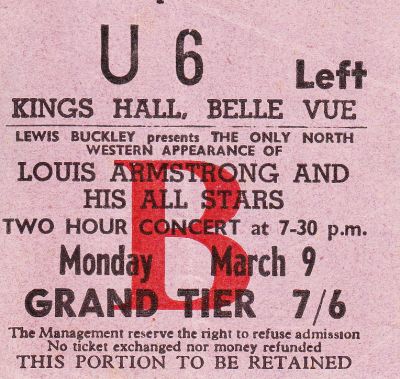 U 6 Left
KINGS HALL, BELLE VUE
LEWIS BUCKLEY presents THE ONLY NORTH
WESTERN APPEARANCE OF
LOUIS ARMSTRONG AND
HIS ALL STARS
TWO HOUR CONCERT at 7-30 p.m.
Monday March 9
B
GRAND TIER 7/6
The Management reserve the right to refuse admission
No ticket exchanged nor money refunded
THIS PORTION TO BE RETAINED